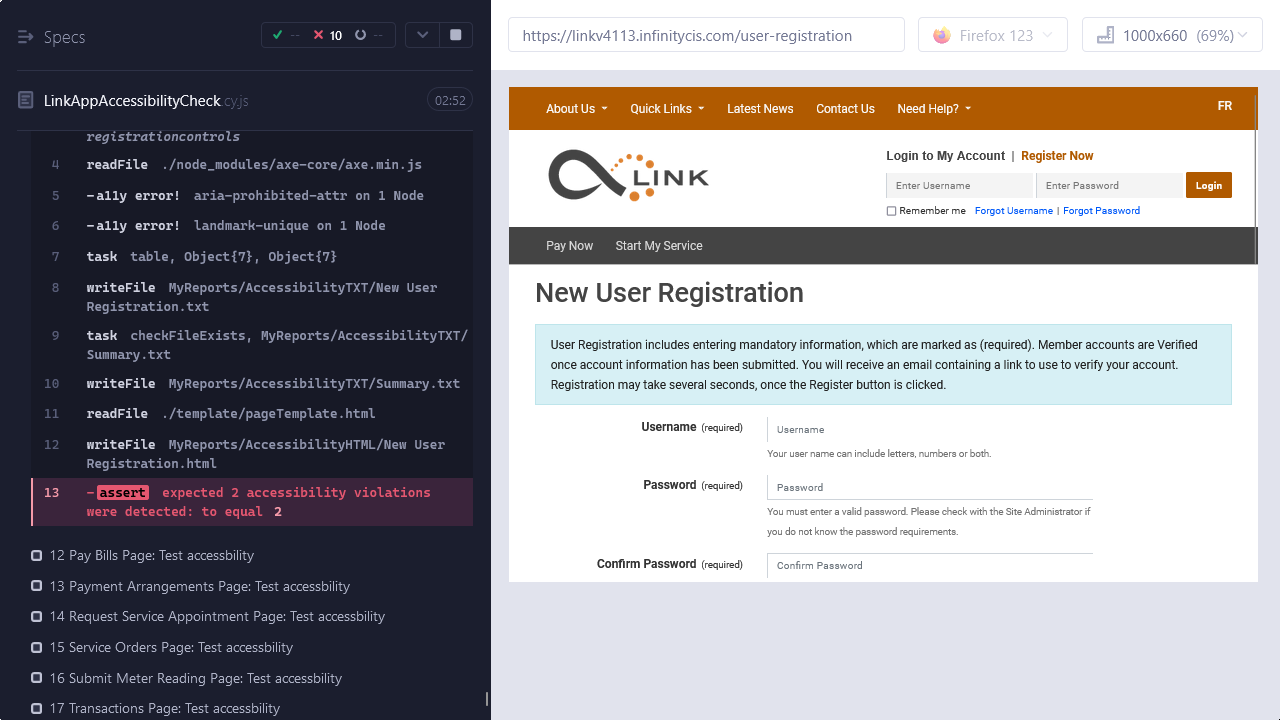 Specs
-- 10 --
LinkAppAccessibilityCheck.cy.js 02:52
registrationcontrols
4 readFile ./node_modules/axe-core/axe.min.js
5 -a11y error! aria-prohibited-attr on 1 Node
6 -a11y error! landmark-unique on 1 Node
7 task table, Object{7}, Object{7}
8 writeFile MyReports/AccessibilityTXT/New User
Registration.txt
9 task checkFileExists, MyReports/AccessibilityTXT/
Summary.txt
10 writeFile MyReports/AccessibilityTXT/Summary.txt
11 readFile ./template/pageTemplate.html
12 writeFile MyReports/AccessibilityHTML/New User
Registration.html
13 -assert expected 2 accessibility violations
were detected: to equal 2
12 Pay Bills Page: Test accessbility
13 Payment Arrangements Page: Test accessbility
14 Request Service Appointment Page: Test accessbility
15 Service Orders Page: Test accessbility
16 Submit Meter Reading Page: Test accessbility
17 Transactions Page: Test accessbility
https://linkv4113.infinitycis.com/user-registration
Firefox 123
1000x660 (69%)
About Us Quick Links Latest News Contact Us Need Help? FR
LINK
Login to My Account | Register Now
Enter Username Enter Password Login
Remember me Forgot Username | Forgot Password
Pay Now Start My Service
New User Registration
User Registration includes entering mandatory information, which are marked as (required). Member accounts are Verified
once account information has been submitted. You will receive an email containing a link to use to verify your account.
Registration may take several seconds, once the Register button is clicked.
Username (required) Username
Your user name can include letters, numbers or both.
Password (required) Password
You must enter a valid password. Please check with the Site Administrator if
you do not know the password requirements.
Confirm Password (required) Confirm Password